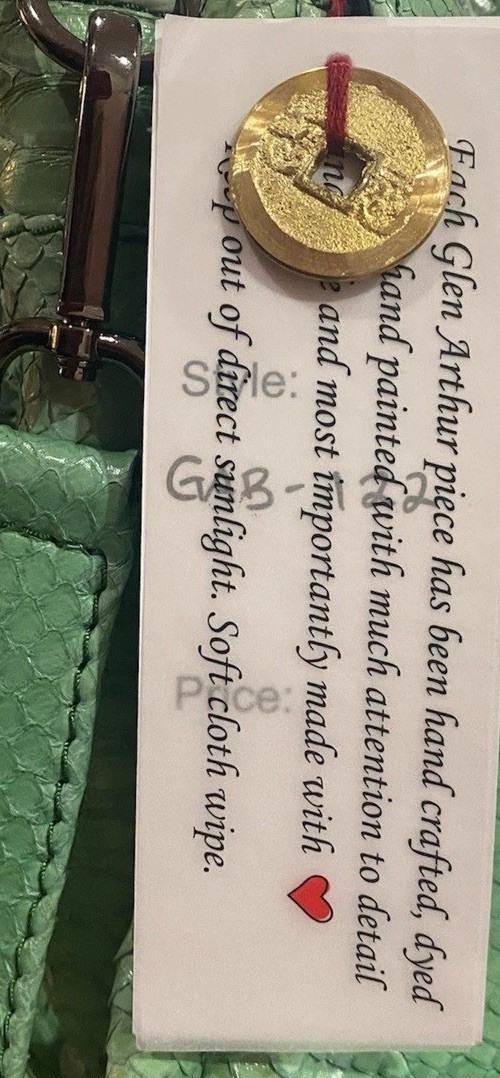 Each Glen Arthur piece has been hand crafted, dyed
hand painted with much attention to detail
and most importantly made with
out of direct sunlight. Soft cloth wipe.
Style:
Price: